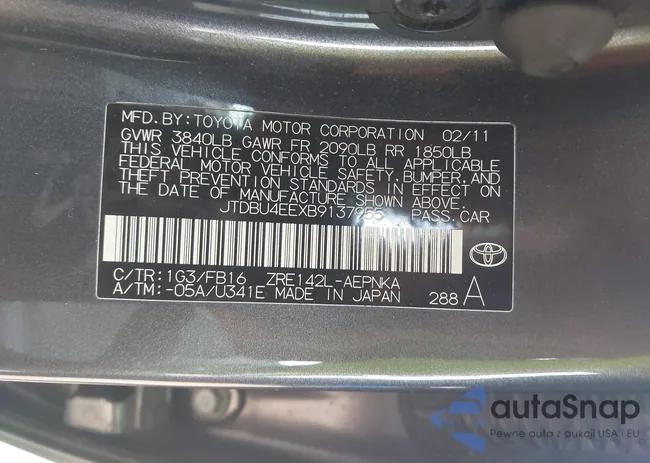 MFD. BY: TOYOTA MOTOR CORPORATION 02/11
GVWR 3840LB GAWR FR 2090LB RR 1850LB
THIS VEHICLE CONFORMS TO ALL APPLICABLE
FEDERAL MOTOR VEHICLE SAFETY,BUMPER,AND
THEFT PREVENTION STANDARDS IN EFFECT ON
THE DATE OF MANUFACTURE SHOWN ABOVE.
JTDBU4EEXB9137955 PASS.CAR
C/TR: 1G3/FB16 ZRE142L-AEPNKA
A/TM: -05A/U341E MADE IN JAPAN 288 A
autaSnap
Pewne auta z aukcji USA i EU